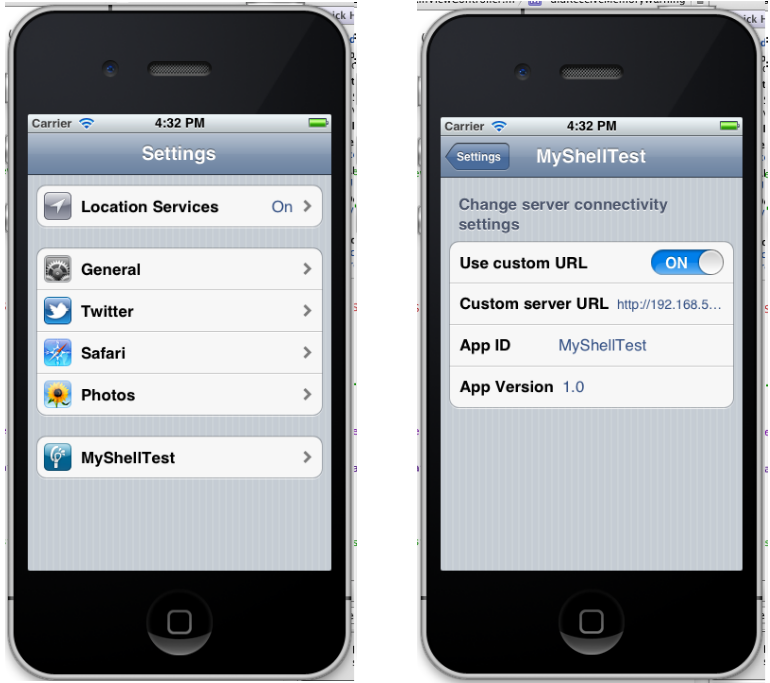 Carrier 4:32 PM
Settings
Location Services On
General
Twitter
Safari
Photos
MyShellTest
Carrier 4:32 PM
Settings MyShellTest
Change server connectivity
settings
Use custom URL ON
Custom server URL http://192.168.5...
App ID MyShellTest
App Version 1.0